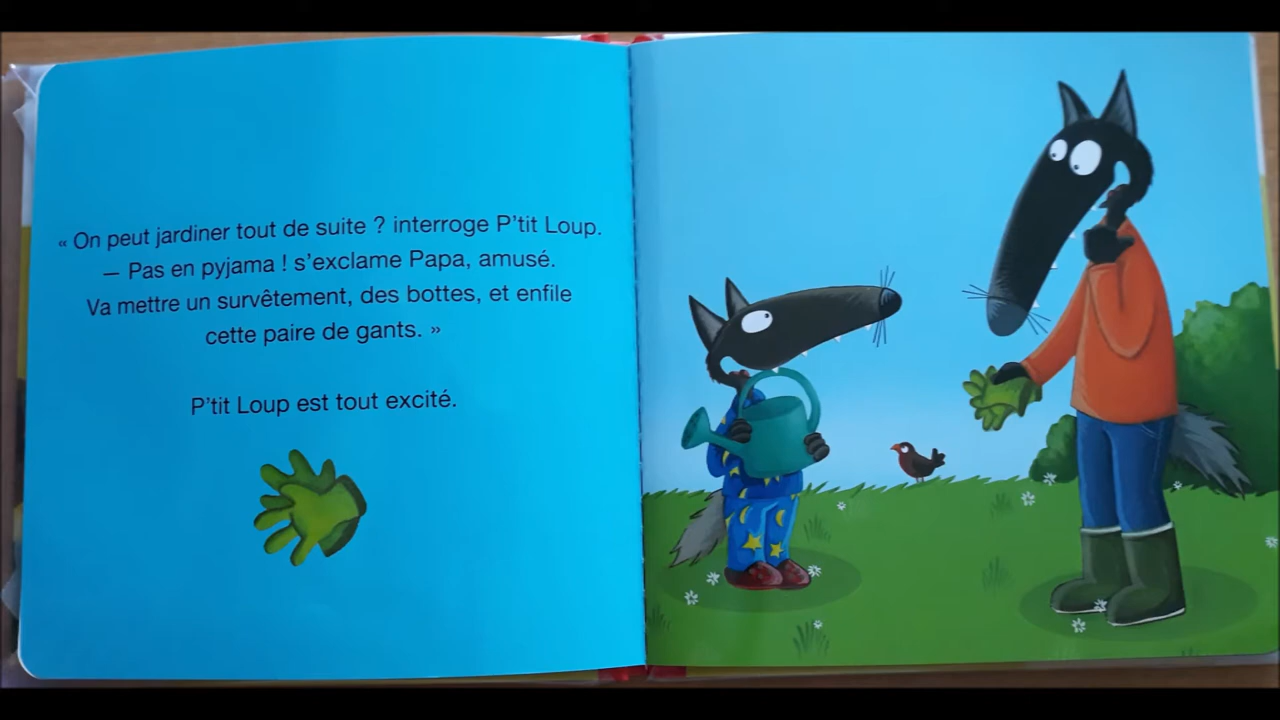 « On peut jardiner tout de suite ? interroge P'tit Loup.
— Pas en pyjama ! s'exclame Papa, amusé.
Va mettre un survêtement, des bottes, et enfile
cette paire de gants. »
P'tit Loup est tout excité.